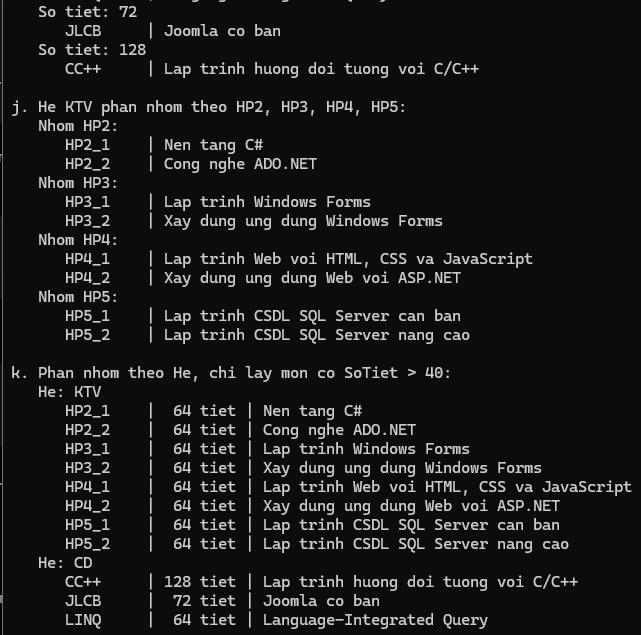 So tiet: 72
JLCB | Joomla co ban
So tiet: 128
CC++ | Lap trinh huong doi tuong voi C/C++
j. He KTV phan nhom theo HP2, HP3, HP4, HP5:
Nhom HP2:
HP2_1 | Nen tang C#
HP2_2 | Cong nghe ADO.NET
Nhom HP3:
HP3_1 | Lap trinh Windows Forms
HP3_2 | Xay dung ung dung Windows Forms
Nhom HP4:
HP4_1 | Lap trinh Web voi HTML, CSS va JavaScript
HP4_2 | Xay dung ung dung Web voi ASP.NET
Nhom HP5:
HP5_1 | Lap trinh CSDL SQL Server can ban
HP5_2 | Lap trinh CSDL SQL Server nang cao
k. Phan nhom theo He, chi lay mon co SoTiet > 40:
He: KTV
HP2_1 | 64 tiet | Nen tang C#
HP2_2 | 64 tiet | Cong nghe ADO.NET
HP3_1 | 64 tiet | Lap trinh Windows Forms
HP3_2 | 64 tiet | Xay dung ung dung Windows Forms
HP4_1 | 64 tiet | Lap trinh Web voi HTML, CSS va JavaScript
HP4_2 | 64 tiet | Xay dung ung dung Web voi ASP.NET
HP5_1 | 64 tiet | Lap trinh CSDL SQL Server can ban
HP5_2 | 64 tiet | Lap trinh CSDL SQL Server nang cao
He: CD
CC++ | 128 tiet | Lap trinh huong doi tuong voi C/C++
JLCB | 72 tiet | Joomla co ban
LINQ | 64 tiet | Language-Integrated Query